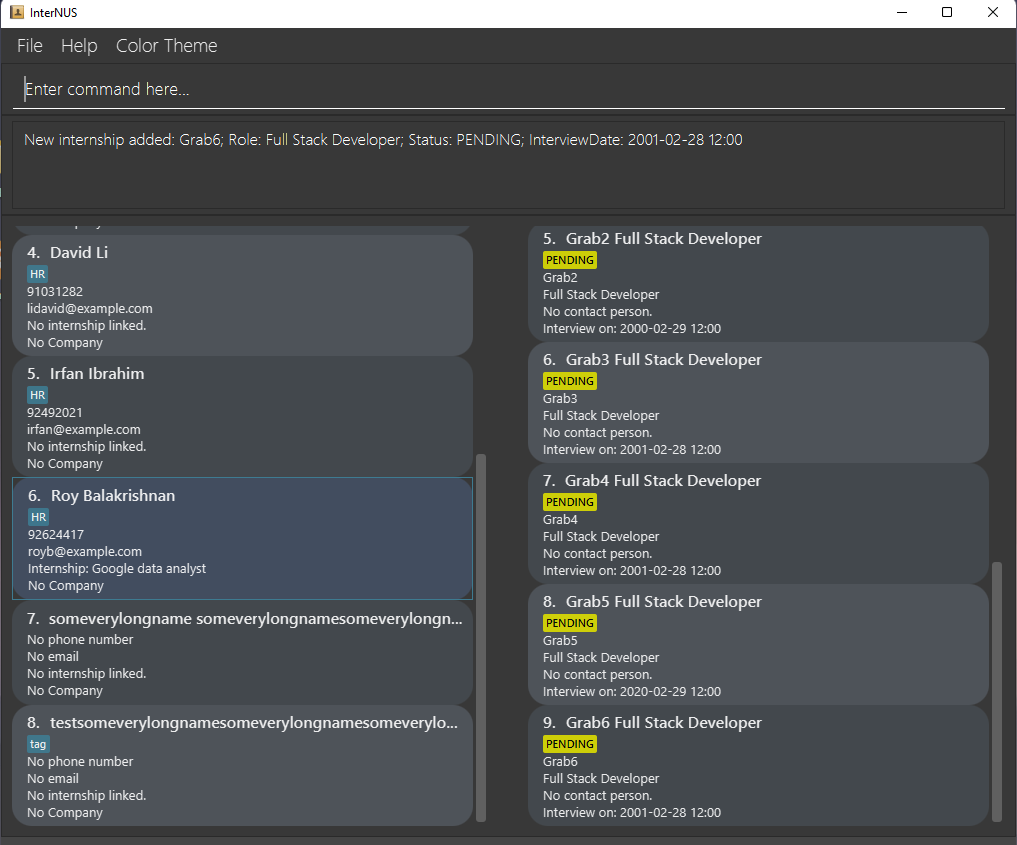 InterNUS
File Help Color Theme
Enter command here...
New internship added: Grab6; Role: Full Stack Developer; Status: PENDING; InterviewDate: 2001-02-28 12:00
4. David Li
HR
91031282
lidavid@example.com
No internship linked.
No Company
5. Irfan Ibrahim
HR
92492021
irfan@example.com
No internship linked.
No Company
6. Roy Balakrishnan
HR
92624417
royb@example.com
Internship: Google data analyst
No Company
7. someverylongname someverylongnamesomeverylongn...
No phone number
No email
No internship linked.
No Company
8. testsomeverylongnamesomeverylongnamesomeverylo...
tag
No phone number
No email
No internship linked.
No Company
5. Grab2 Full Stack Developer
PENDING
Grab2
Full Stack Developer
No contact person.
Interview on: 2000-02-29 12:00
6. Grab3 Full Stack Developer
PENDING
Grab3
Full Stack Developer
No contact person.
Interview on: 2001-02-28 12:00
7. Grab4 Full Stack Developer
PENDING
Grab4
Full Stack Developer
No contact person.
Interview on: 2001-02-28 12:00
8. Grab5 Full Stack Developer
PENDING
Grab5
Full Stack Developer
No contact person.
Interview on: 2020-02-29 12:00
9. Grab6 Full Stack Developer
PENDING
Grab6
Full Stack Developer
No contact person.
Interview on: 2001-02-28 12:00